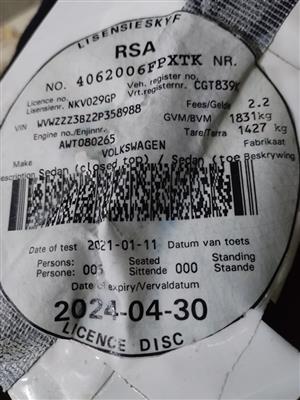 LISENSIESKYF
RSA
NO. 4062006FPXTK NR.
Licence no. Lisensienr. NKV029GP Veh. register no. Vrt.registernr. CGT839L
VIN WVWZZZ3BZ2P358988 Fees/Gelde 2.2
Engine no./Enjinnr. GVM/BVM 1831kg
AWT080265 Tare/Tarra 1427 kg
Make VOLKSWAGEN Fabrikaat
Description Sedan (closed top) / Sedan (toe Beskrywing
Date of test 2021-01-11 Datum van toets
Persons: Seated Standing
Persone: 005 Sittende 000 Staande
Date of expiry/Vervaldatum
2024-04-30
LICENCE DISC